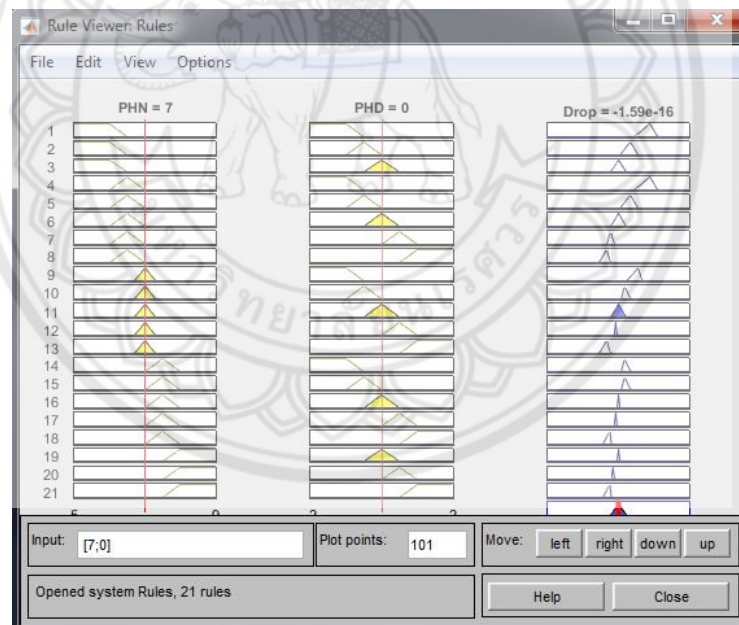 Rule Viewer: Rules
File Edit View Options
PHN = 7
PHD = 0
Drop = -1.59e-16
1
2
3
4
5
6
7
8
9
10
11
12
13
14
15
16
17
18
19
20
21
Input: [7;0]
Plot points: 101
Move: left right down up
Opened system Rules, 21 rules
Help Close